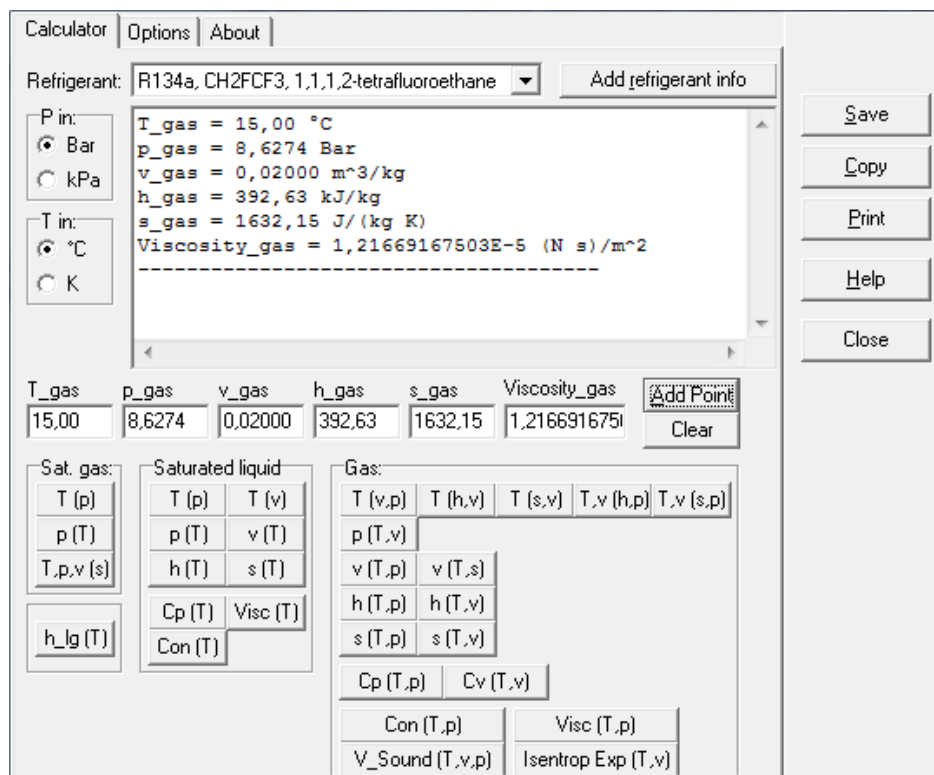 Calculator Options About
Refrigerant: R134a, CH2FCF3, 1,1,1,2-tetrafluoroethane Add refrigerant info
P in:
Bar
kPa
T in:
°C
K
T_gas = 15,00 °C
p_gas = 8,6274 Bar
v_gas = 0,02000 m^3/kg
h_gas = 392,63 kJ/kg
s_gas = 1632,15 J/(kg K)
Viscosity_gas = 1,21669167503E-5 (N s)/m^2
--------------------------------------
Save
Copy
Print
Help
Close
T_gas p_gas v_gas h_gas s_gas Viscosity_gas Add Point
15,00 8,6274 0,02000 392,63 1632,15 1,216691675 Clear
Sat. gas:
T (p)
p (T)
T,p,v (s)
h_lg (T)
Saturated liquid
T (p) T (v)
p (T) v (T)
h (T) s (T)
Cp (T) Visc (T)
Con (T)
Gas:
T (v,p) T (h,v) T (s,v) T,v (h,p) T,v (s,p)
p (T,v)
v (T,p) v (T,s)
h (T,p) h (T,v)
s (T,p) s (T,v)
Cp (T,p) Cv (T,v)
Con (T,p) Visc (T,p)
V_Sound (T,v,p) Isentrop Exp (T,v)